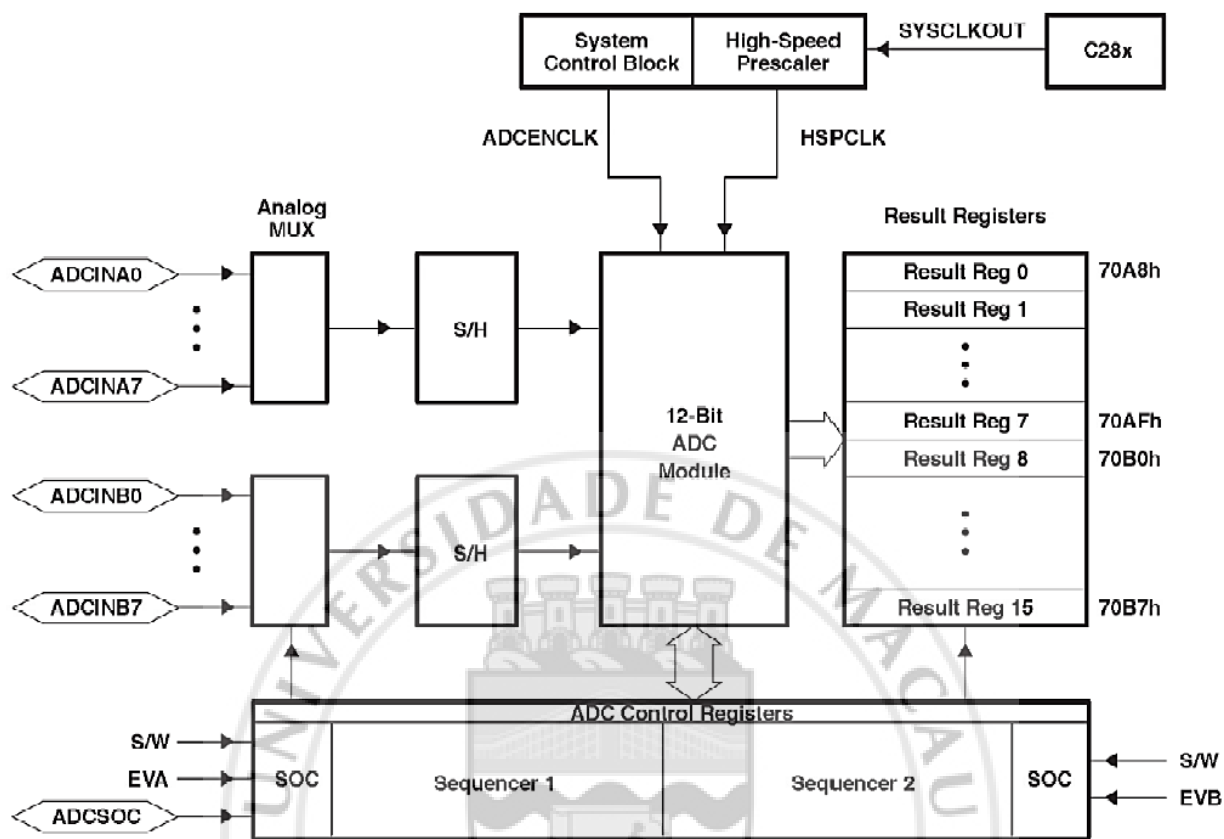 System
Control Block
High-Speed
Prescaler
SYSCLKOUT
C28x
ADCENCLK
HSPCLK
Analog
MUX
Result Registers
ADCINA0
ADCINA7
S/H
12-Bit
ADC
Module
Result Reg 0
70A8h
Result Reg 1
Result Reg 7
70AFh
Result Reg 8
70B0h
Result Reg 15
70B7h
ADCINB0
ADCINB7
S/H
UNIVERSIDADE DE MACAU
ADC Control Registers
S/W
EVA
ADCSOC
SOC
Sequencer 1
Sequencer 2
SOC
S/W
EVB